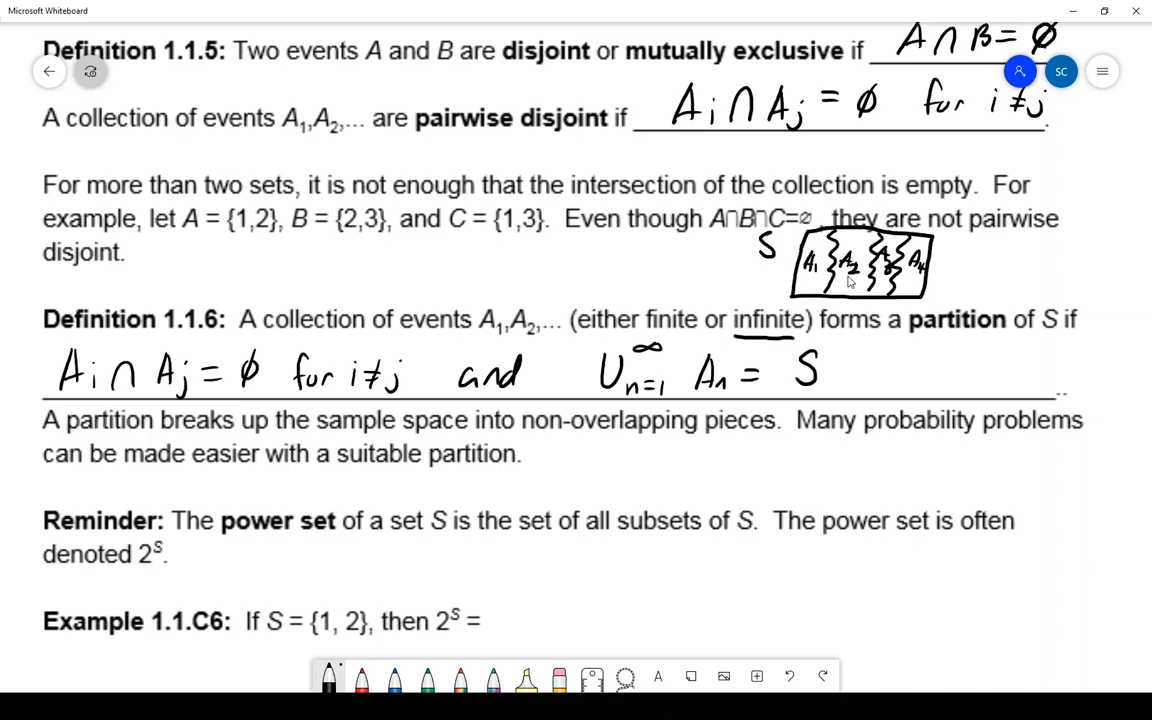 Microsoft Whiteboard
Definition 1.1.5: Two events A and B are disjoint or mutually exclusive if A ∩ B = ∅
SC
A collection of events A₁,A₂,... are pairwise disjoint if Aᵢ ∩ Aⱼ = ∅ for i ≠ j.
For more than two sets, it is not enough that the intersection of the collection is empty. For
example, let A = {1,2}, B = {2,3}, and C = {1,3}. Even though A∩B∩C=∅, they are not pairwise
disjoint.
S
A₁ A₂ A₄
Definition 1.1.6: A collection of events A₁,A₂,... (either finite or infinite) forms a partition of S if
Aᵢ ∩ Aⱼ = ∅ for i ≠ j and ∪ₙ₌₁^∞ Aₙ = S ..
A partition breaks up the sample space into non-overlapping pieces. Many probability problems
can be made easier with a suitable partition.
Reminder: The power set of a set S is the set of all subsets of S. The power set is often
denoted 2ˢ.
Example 1.1.C6: If S = {1, 2}, then 2ˢ =
A